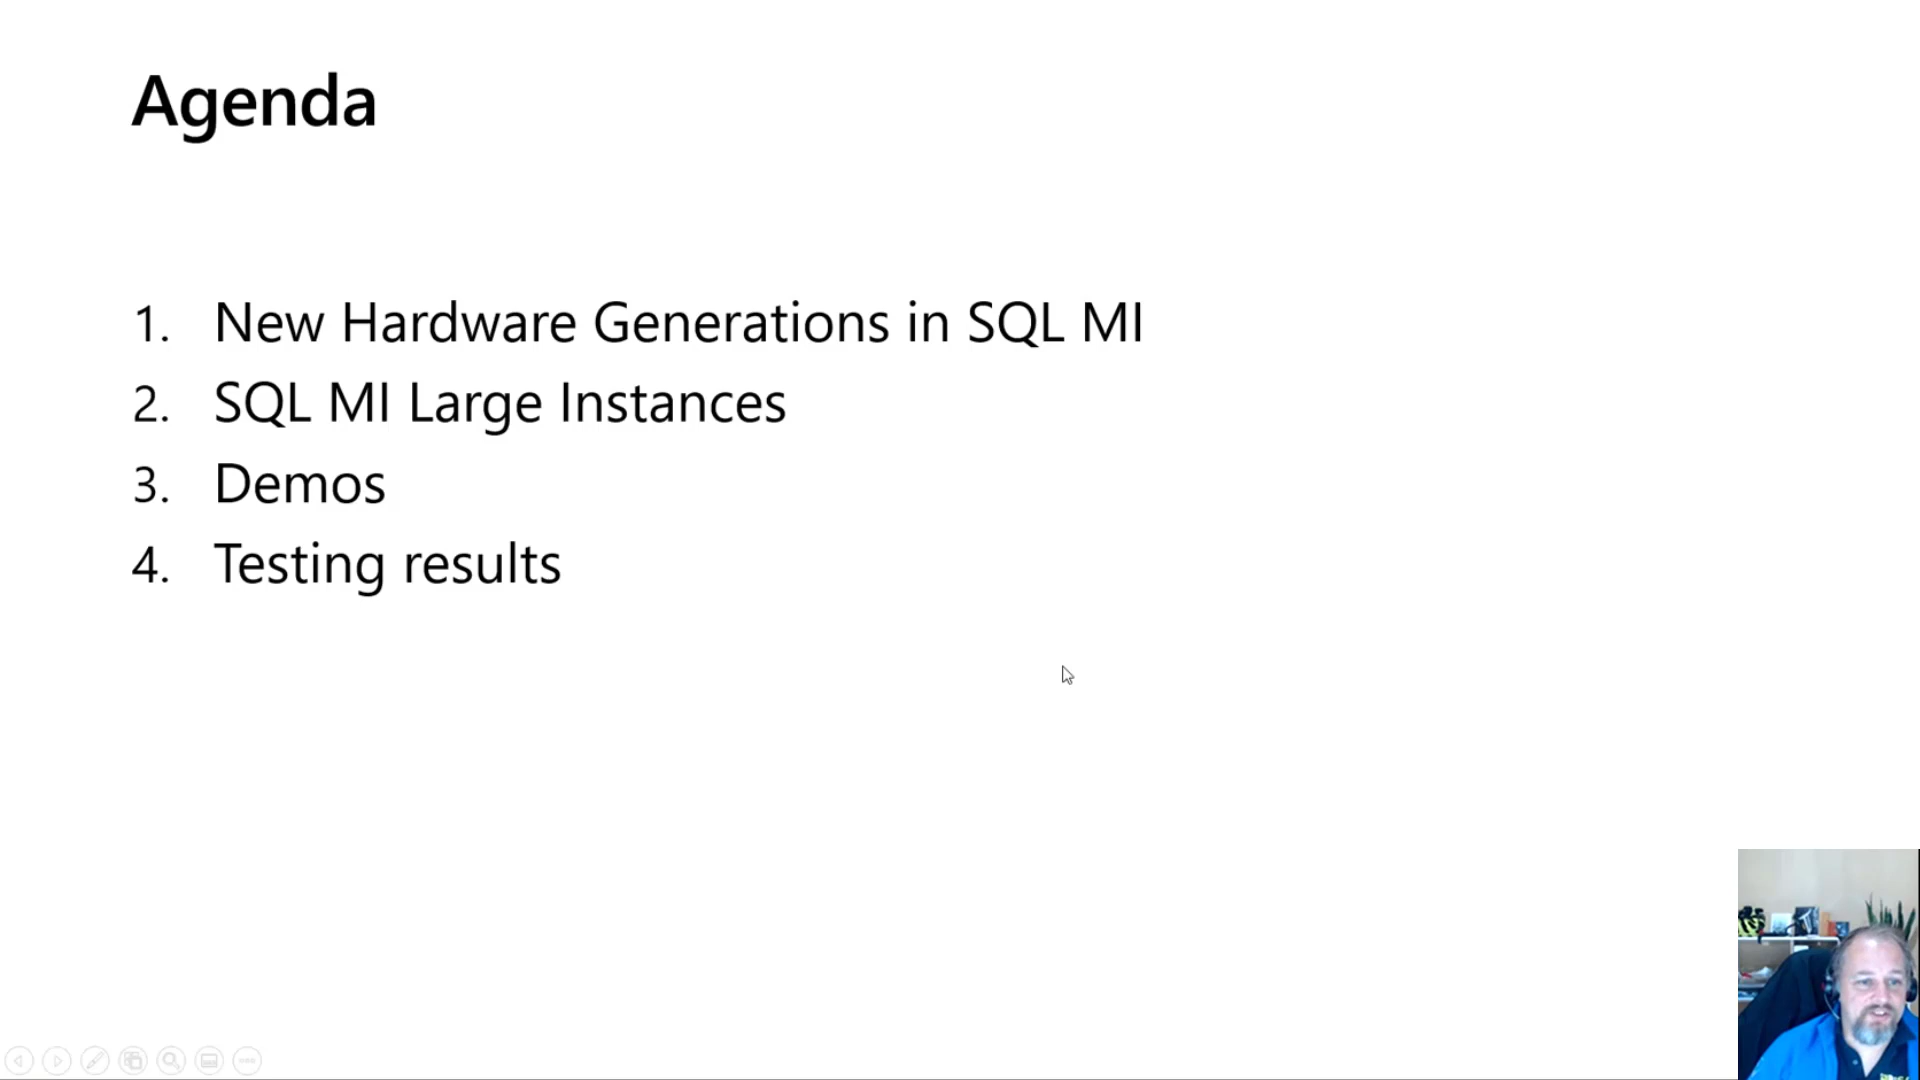 Agenda
1. New Hardware Generations in SQL MI
2. SQL MI Large Instances
3. Demos
4. Testing results